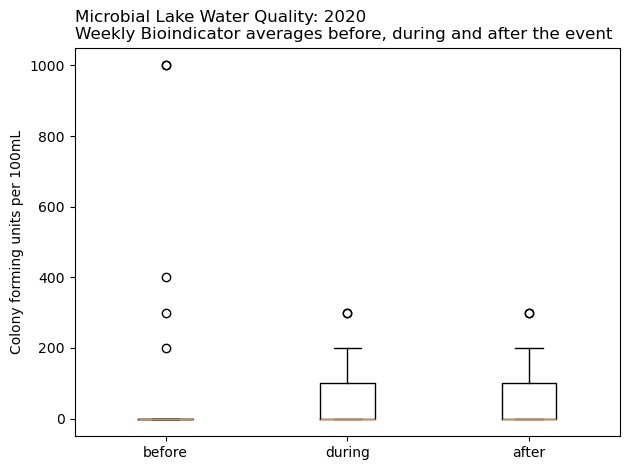 Microbial Lake Water Quality: 2020
Weekly Bioindicator averages before, during and after the event
Colony forming units per 100mL
1000
800
600
400
200
0
before
during
after